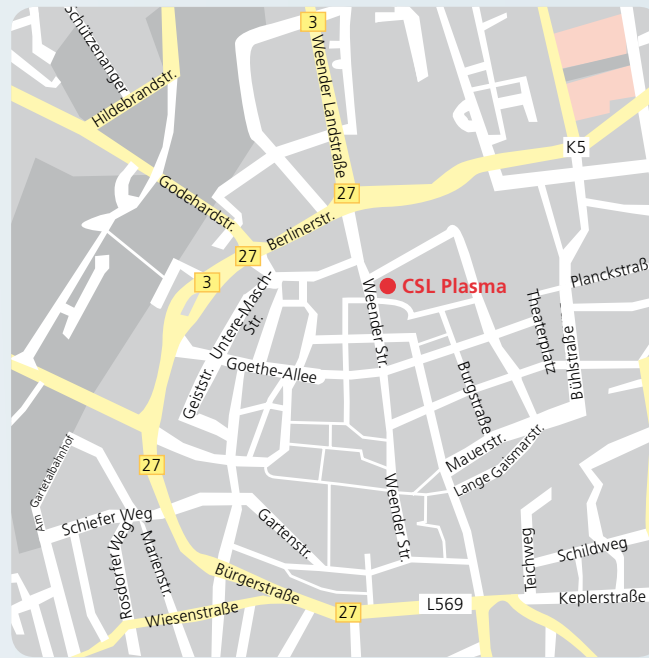 Schützenanger
Hildebrandstr.
3
Weender Landstraße
K5
Godehardstr.
27
Berlinerstr.
27
3
CSL Plasma
Planckstraß
Untere-Masch-
Str.
Weender Str.
Theaterplatz
Bühlstraße
Goethe-Allee
Geiststr.
Burgstraße
Mauerstr.
Lange Gaismarstr.
27
Am Gartetalbahnhof
Schiefer Weg
Rosdorfer Weg
Marienstr.
Gartenstr.
Weender Str.
Teichweg
Schildweg
Bürgerstraße
Wiesenstraße
27
L569
Keplerstraße